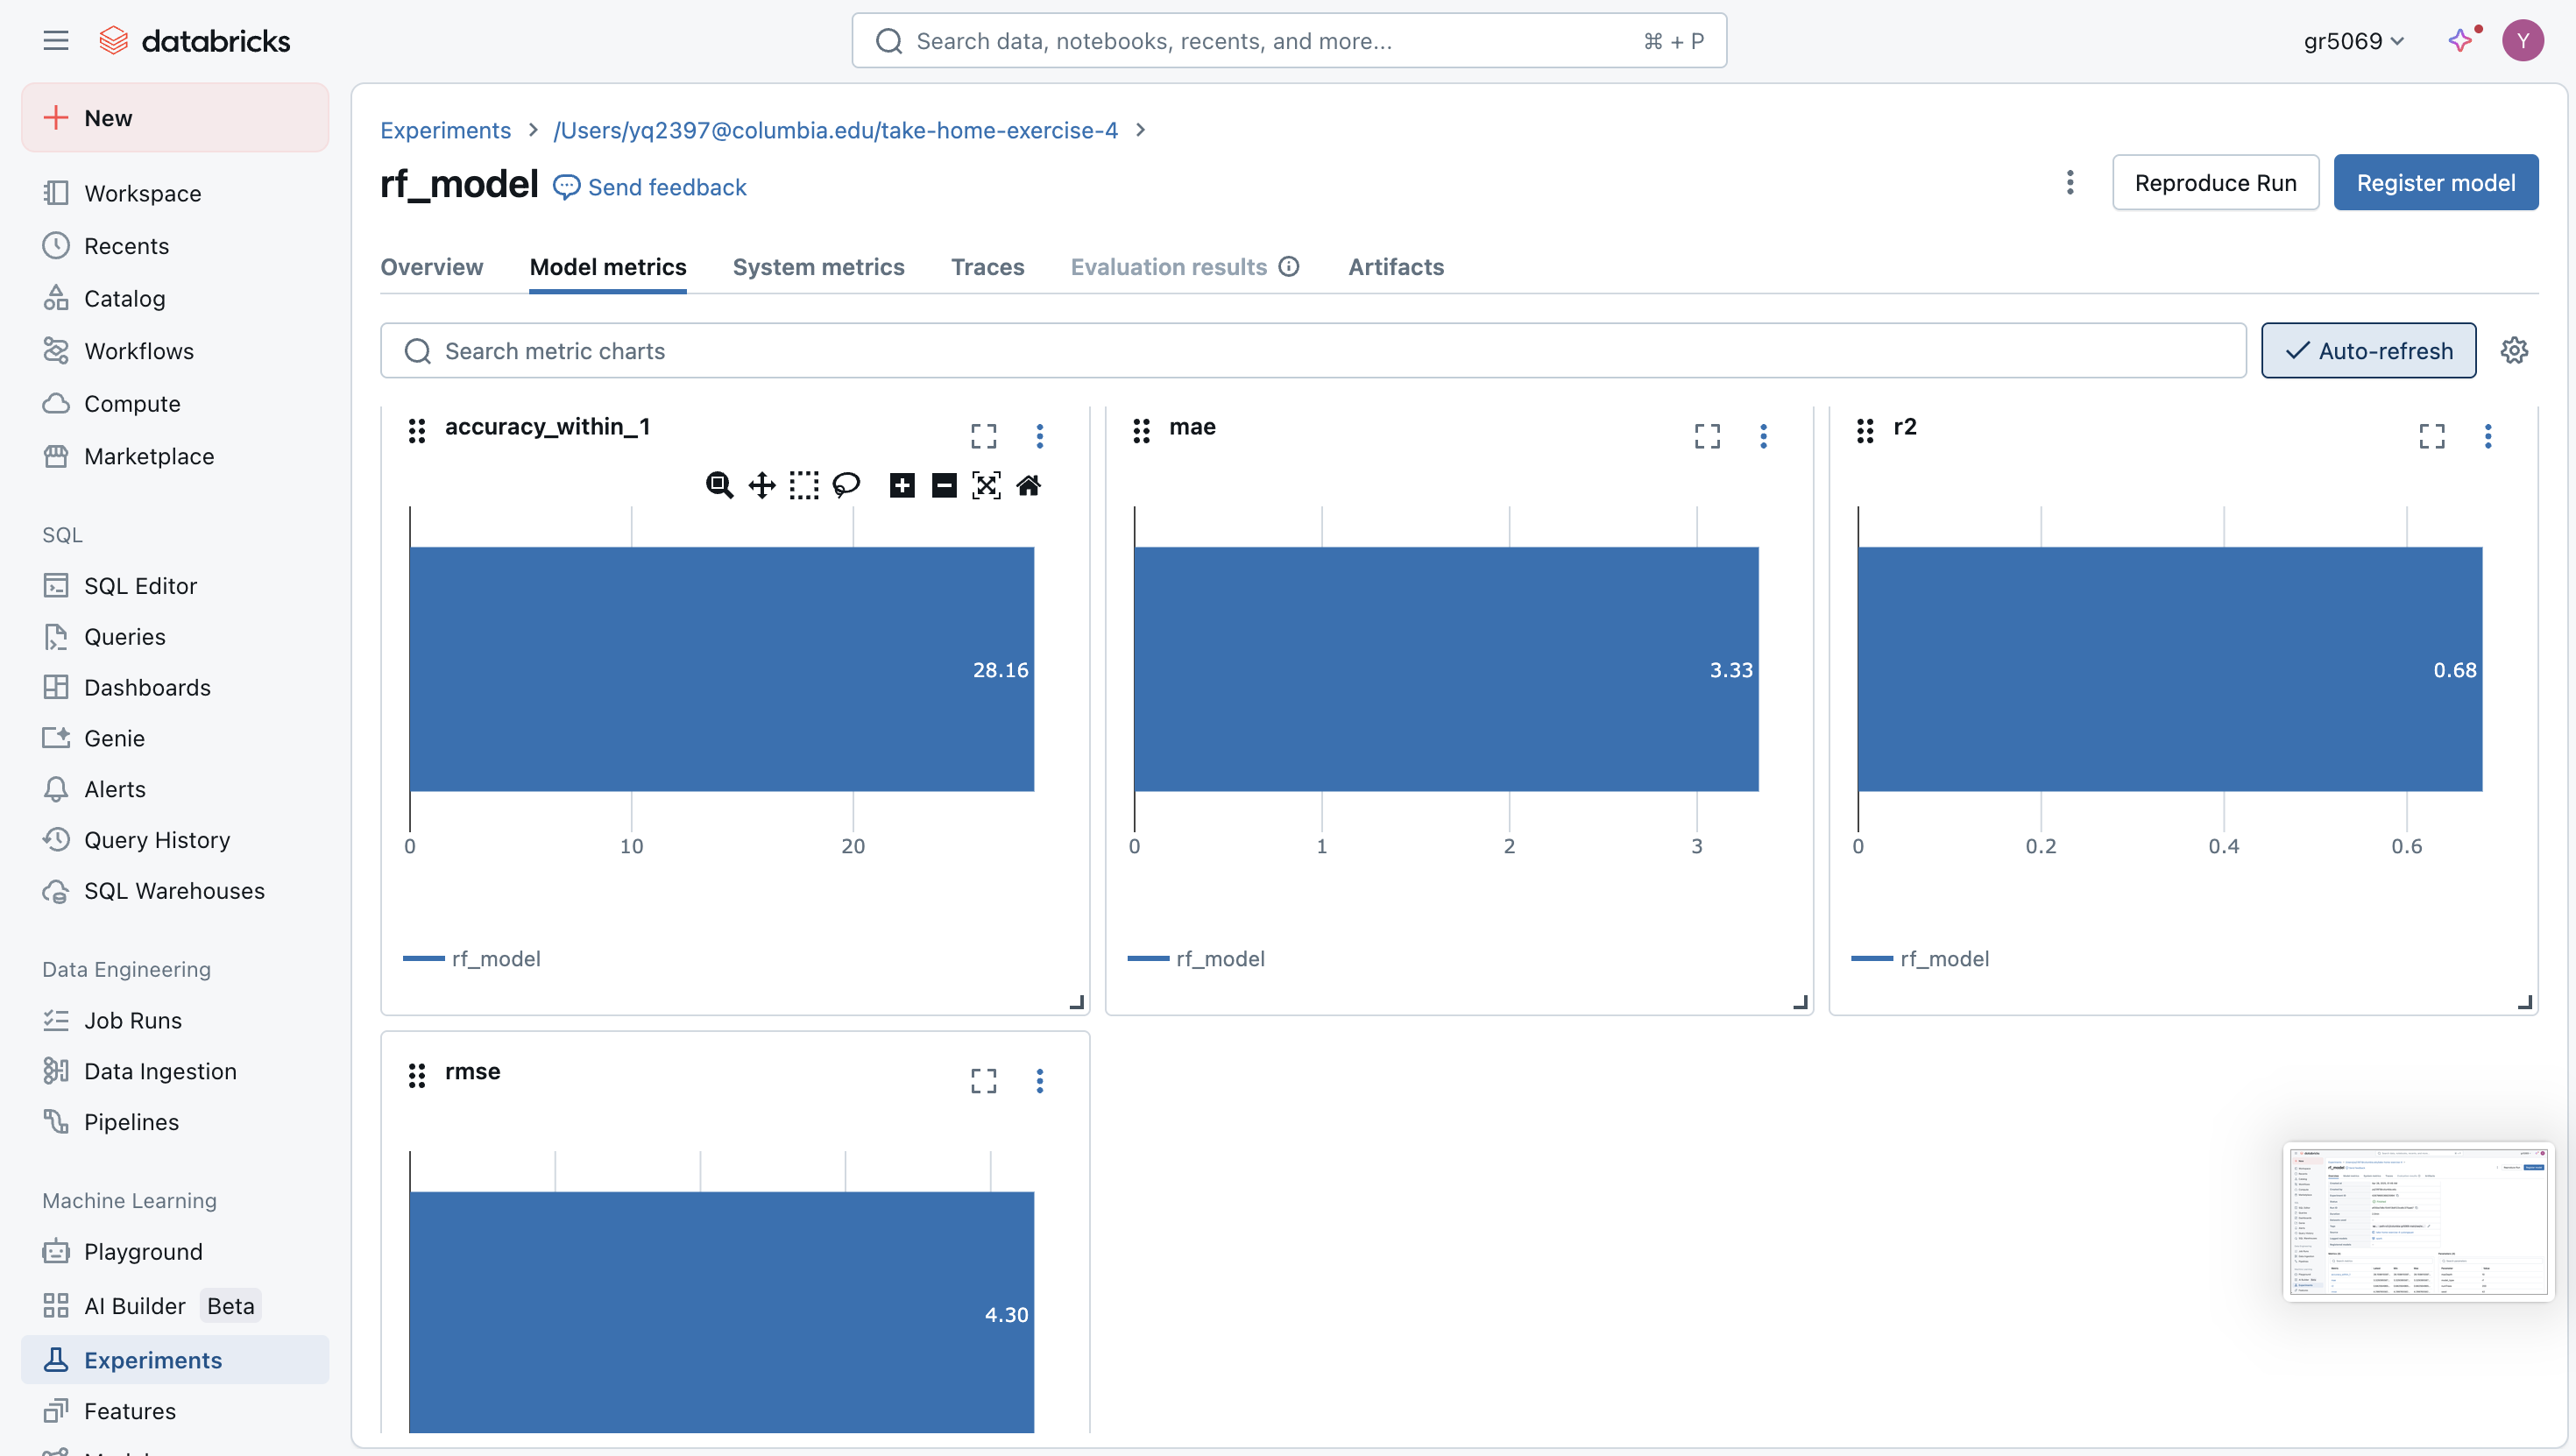 databricks
Search data, notebooks, recents, and more...
⌘ + P
gr5069
Y
New
Workspace
Recents
Catalog
Workflows
Compute
Marketplace
SQL
SQL Editor
Queries
Dashboards
Genie
Alerts
Query History
SQL Warehouses
Data Engineering
Job Runs
Data Ingestion
Pipelines
Machine Learning
Playground
AI Builder Beta
Experiments
Features
Experiments > /Users/yq2397@columbia.edu/take-home-exercise-4 >
rf_model Send feedback
Reproduce Run
Register model
Overview Model metrics System metrics Traces Evaluation results Artifacts
Search metric charts
Auto-refresh
accuracy_within_1
28.16
0 10 20
rf_model
mae
3.33
0 1 2 3
rf_model
r2
0.68
0 0.2 0.4 0.6
rf_model
rmse
4.30